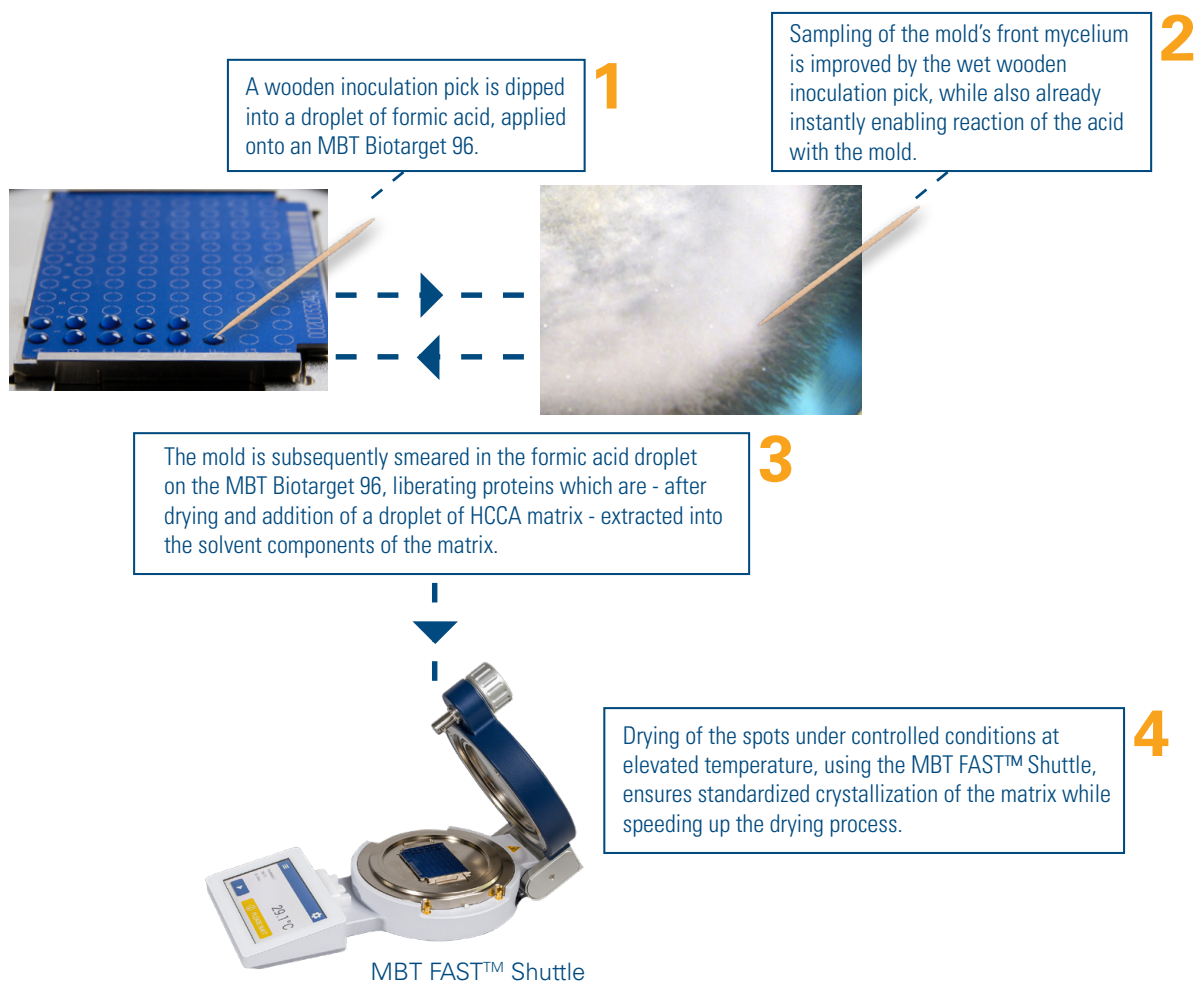 1
A wooden inoculation pick is dipped
into a droplet of formic acid, applied
onto an MBT Biotarget 96.
2
Sampling of the mold's front mycelium
is improved by the wet wooden
inoculation pick, while also already
instantly enabling reaction of the acid
with the mold.
A
B
C
D
E
F
G
H
3
The mold is subsequently smeared in the formic acid droplet
on the MBT Biotarget 96, liberating proteins which are - after
drying and addition of a droplet of HCCA matrix - extracted into
the solvent components of the matrix.
4
Drying of the spots under controlled conditions at
elevated temperature, using the MBT FAST™ Shuttle,
ensures standardized crystallization of the matrix while
speeding up the drying process.
29.1°C
MBT FAST™ Shuttle